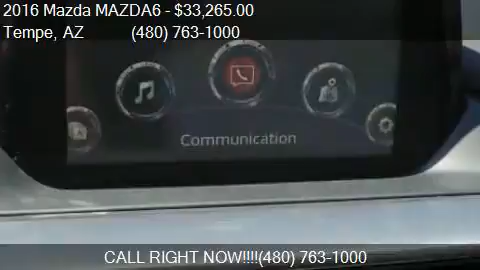 2016 Mazda MAZDA6 - $33,265.00
Tempe, AZ (480) 763-1000
Communication
CALL RIGHT NOW!!!!(480) 763-1000